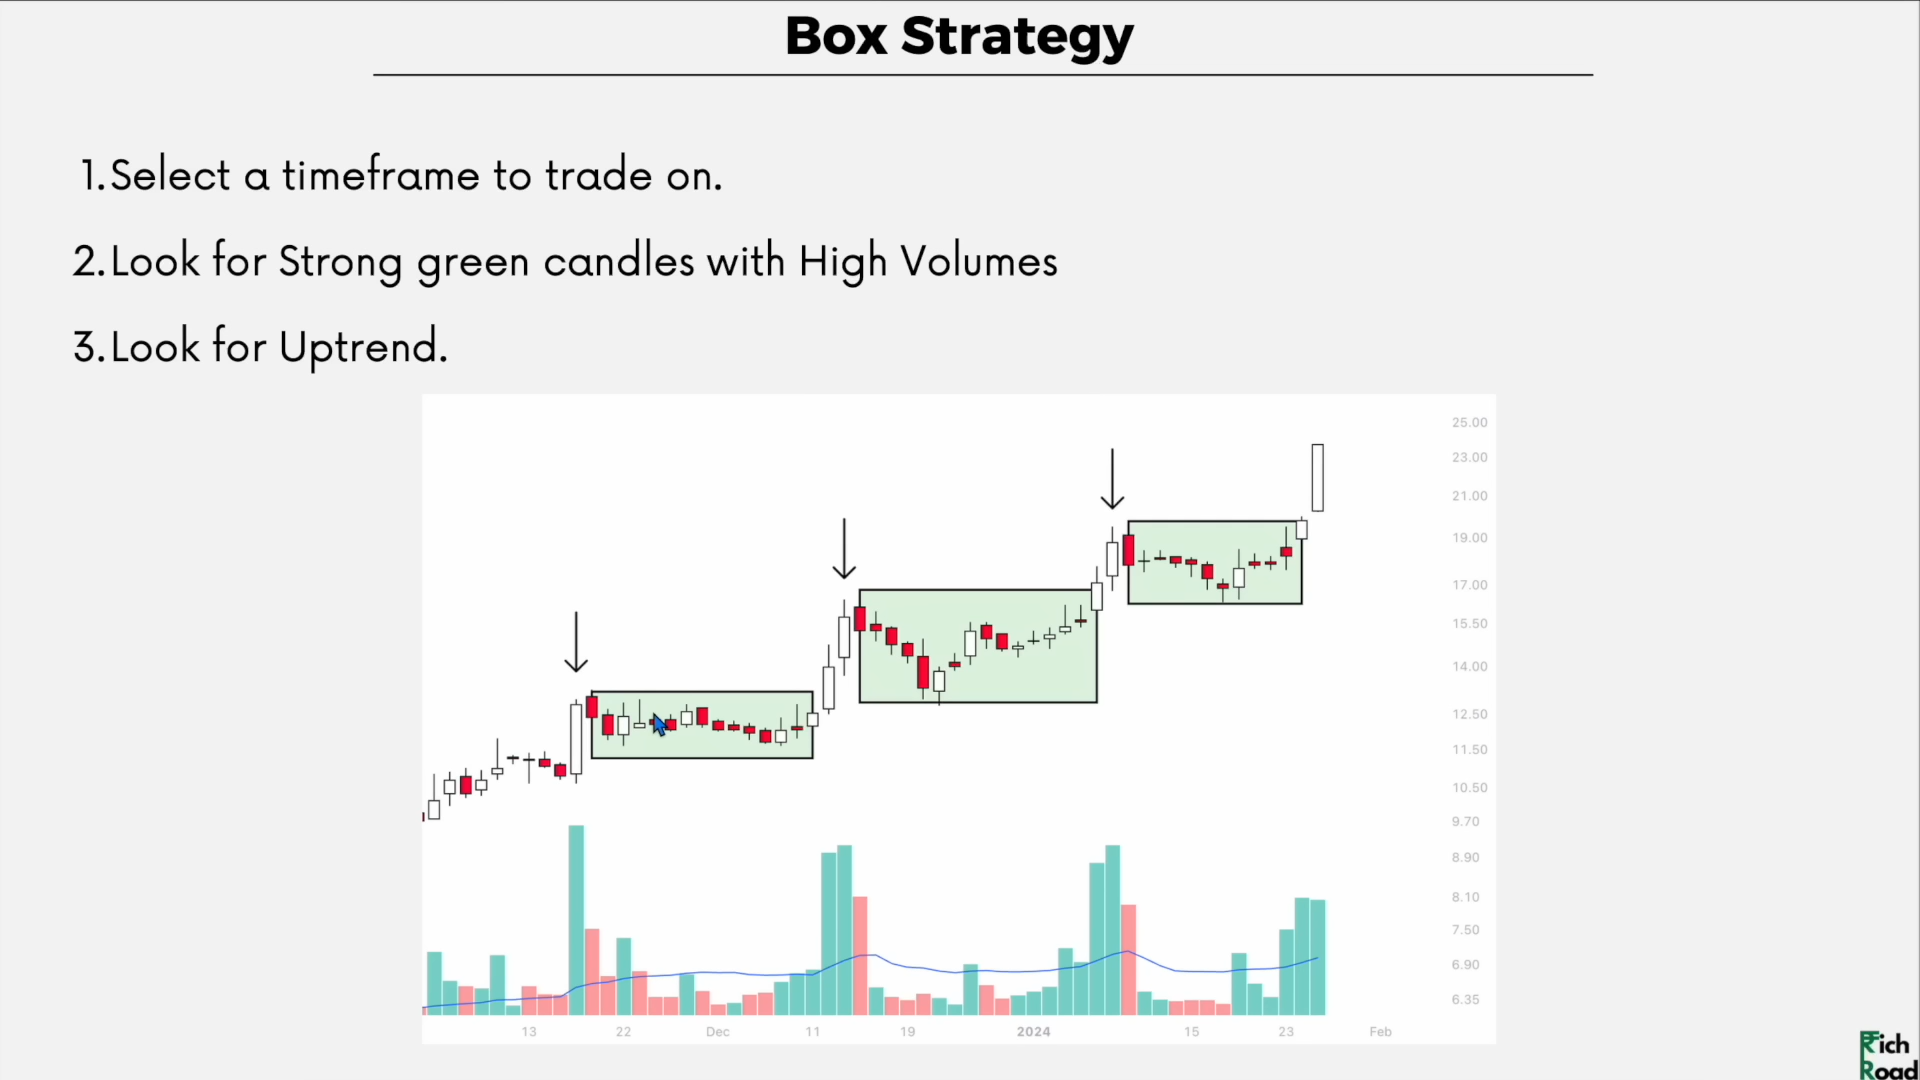 Box Strategy
1. Select a timeframe to trade on.
2. Look for Strong green candles with High Volumes
3. Look for Uptrend.
25.00
23.00
21.00
19.00
17.00
15.50
14.00
12.50
11.50
10.50
9.70
8.90
8.10
7.50
6.90
6.35
13 22 Dec 11 19 2024 15 23 Feb
₹ich
Road